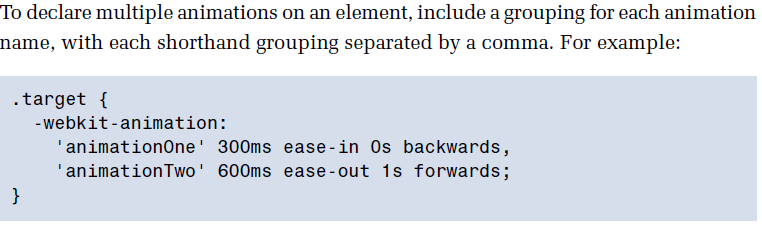 To declare multiple animations on an element, include a grouping for each animation
name, with each shorthand grouping separated by a comma. For example:
.target {
-webkit-animation:
'animationOne' 300ms ease-in 0s backwards,
'animationTwo' 600ms ease-out 1s forwards;
}